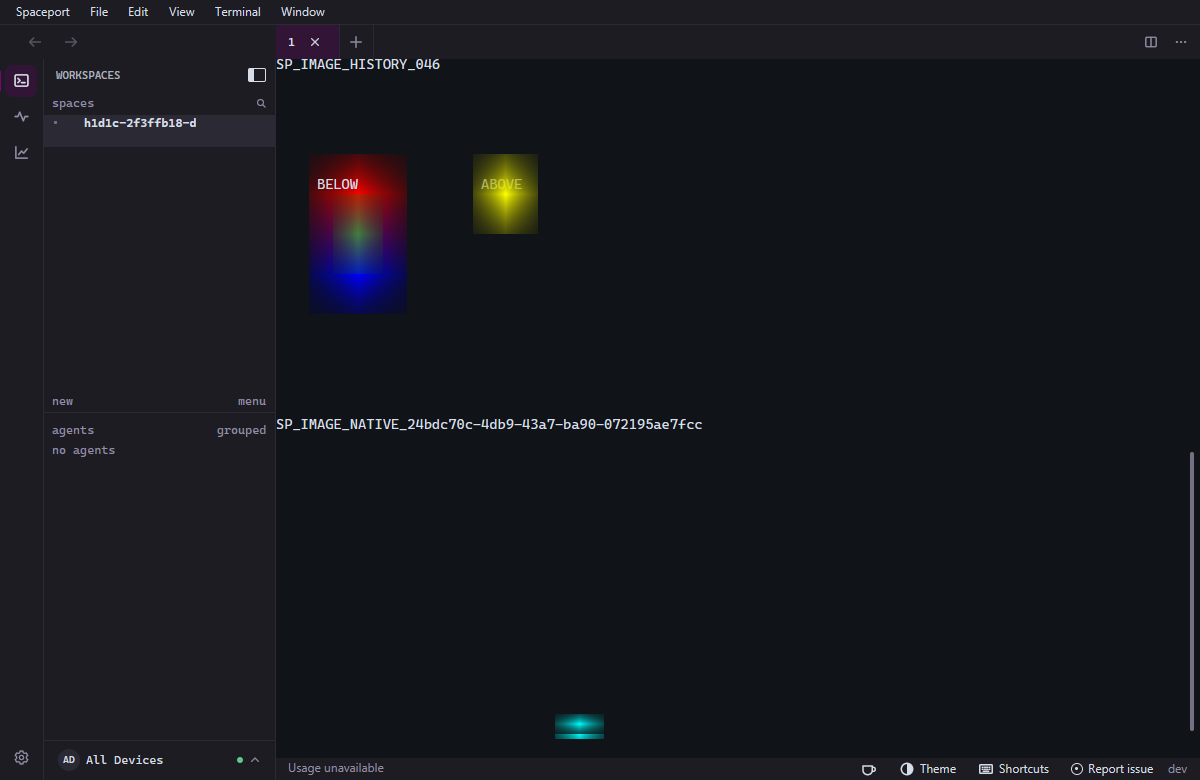 Spaceport File Edit View Terminal Window
1
WORKSPACES
spaces
h1d1c-2f3ffb18-d
new menu
agents grouped
no agents
AD All Devices
SP_IMAGE_HISTORY_046
BELOW ABOVE
SP_IMAGE_NATIVE_24bdc70c-4db9-43a7-ba90-072195ae7fcc
Usage unavailable Theme Shortcuts Report issue dev